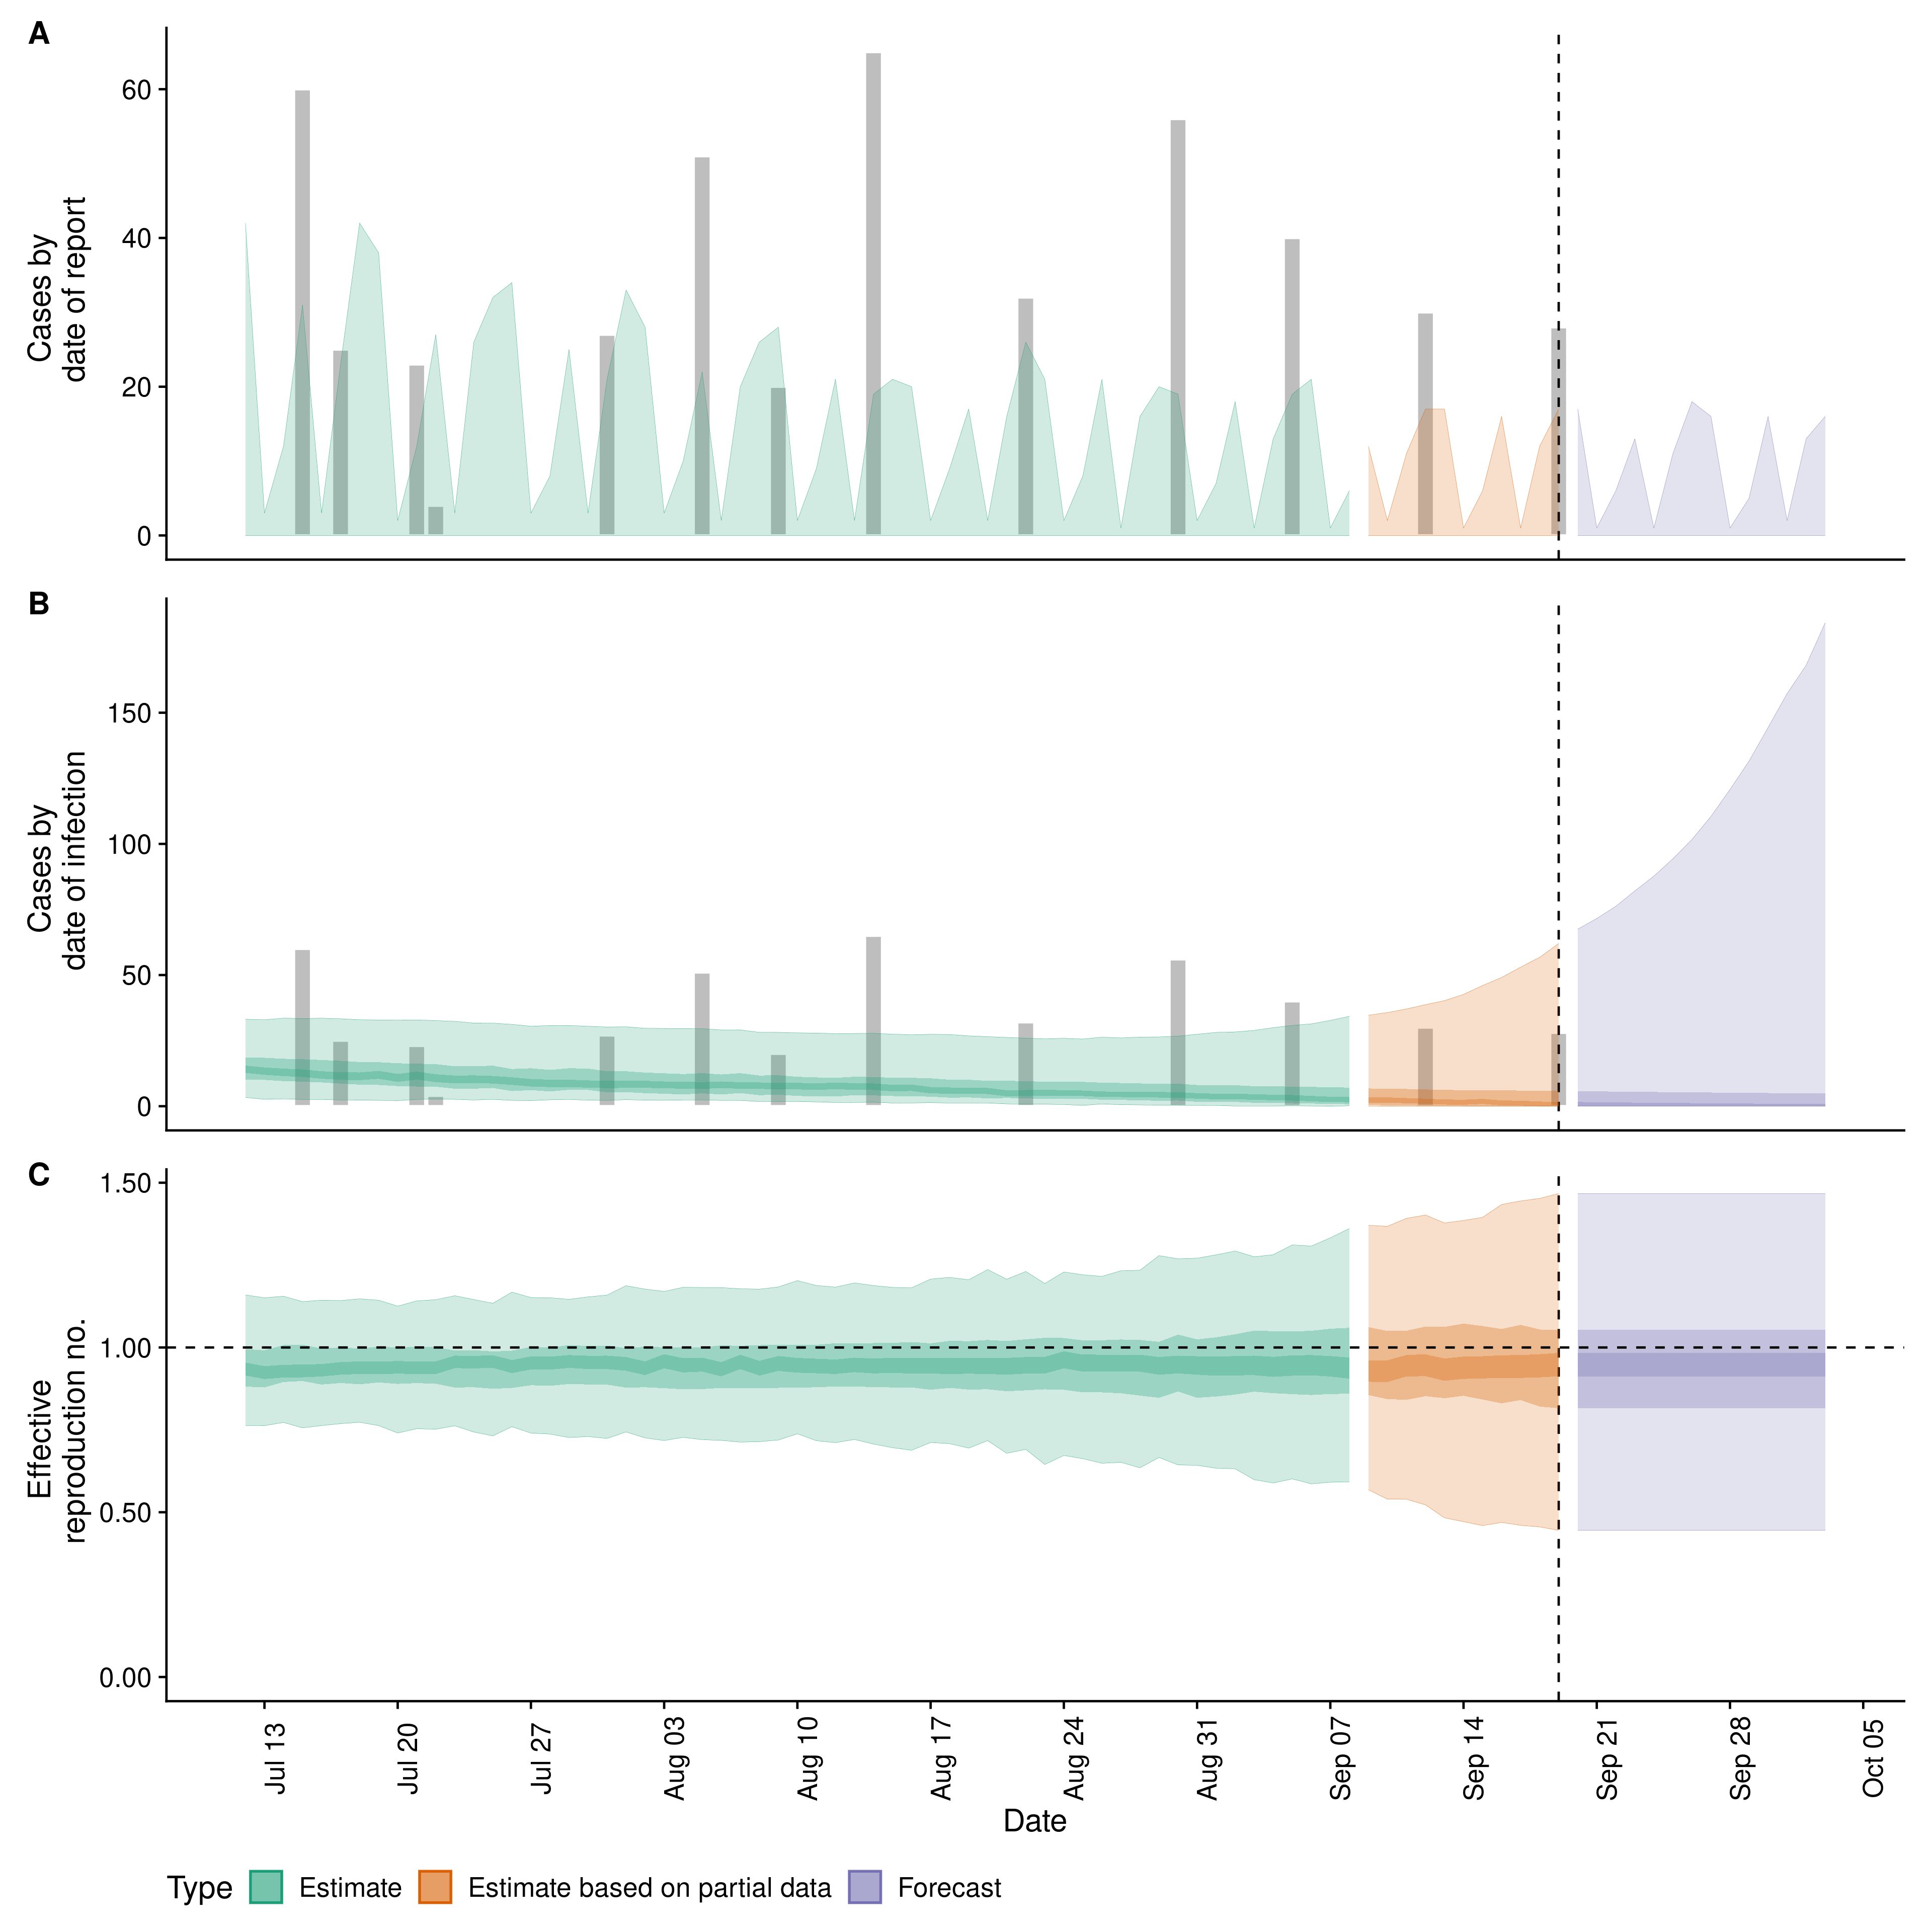 A
60
40
20
0
Cases by
date of report
B
150
100
50
0
Cases by
date of infection
C
1.50
1.00
0.50
0.00
Effective
reproduction no.
Jul 13
Jul 20
Jul 27
Aug 03
Aug 10
Aug 17
Aug 24
Aug 31
Sep 07
Sep 14
Sep 21
Sep 28
Oct 05
Date
Type Estimate Estimate based on partial data Forecast